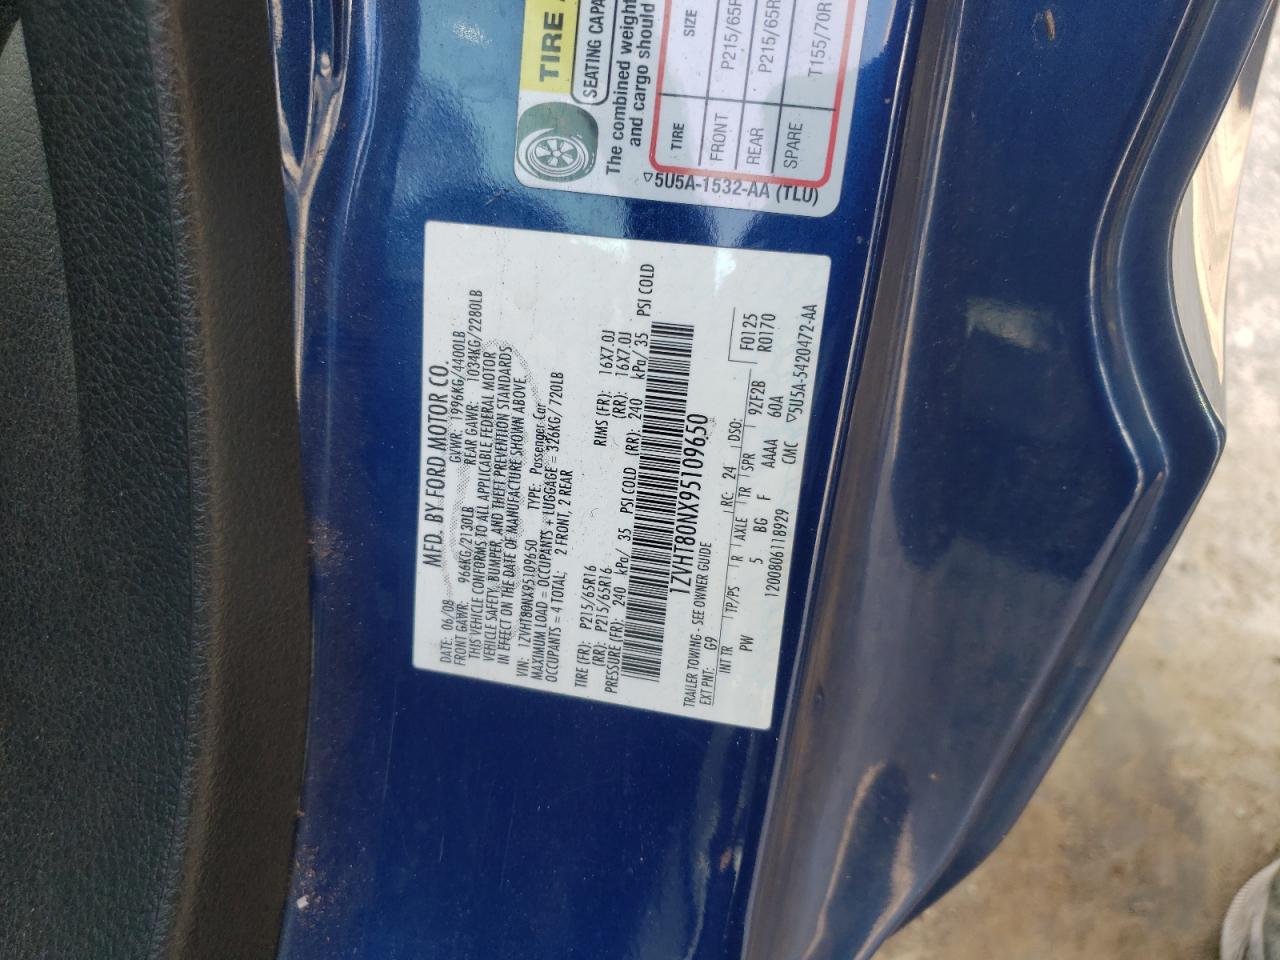 TIRE
SEATING CAPA
The combined weight
and cargo should
TIRE SIZE
FRONT P215/65R
REAR P215/65R
SPARE T155/70R
5U5A-1532-AA (TLU)
MFD. BY FORD MOTOR CO.
DATE: 06/08 GVWR: 1996KG/4400LB
FRONT GAWR: 966KG/2130LB REAR GAWR: 1034KG/2280LB
THIS VEHICLE CONFORMS TO ALL APPLICABLE FEDERAL MOTOR
VEHICLE SAFETY, BUMPER, AND THEFT PREVENTION STANDARDS
IN EFFECT ON THE DATE OF MANUFACTURE SHOWN ABOVE.
VIN: 1ZVHT80NX95109650 TYPE: Passenger Car
MAXIMUM LOAD = OCCUPANTS + LUGGAGE = 326KG/720LB
OCCUPANTS = 4 TOTAL: 2 FRONT, 2 REAR
TIRE (FR): P215/65R16 RIMS (FR): 16X7.0J
(RR): P215/65R16 (RR): 16X7.0J
PRESSURE (FR): 240 kPa/ 35 PSI COLD (RR): 240 kPa/ 35 PSI COLD
1ZVHT80NX95109650
TRAILER TOWING - SEE OWNER GUIDE F0125
EXT PNT: G9 RC: 24 DSO: R0170
INT TR TP/PS R AXLE TR SPR 9ZF2B
PW 5 BG F AAAA 60A
1200806118929 CMC 5U5A-5420472-AA